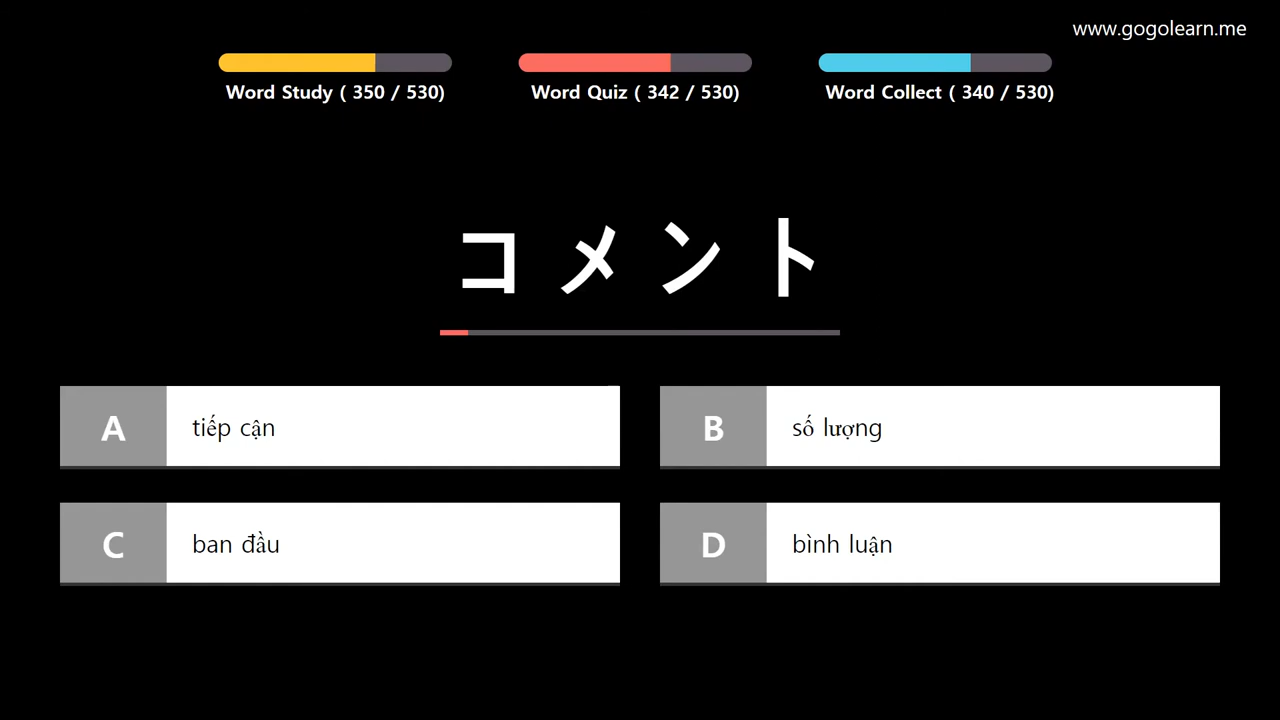 www.gogolearn.me
Word Study ( 350 / 530)
Word Quiz ( 342 / 530)
Word Collect ( 340 / 530)
コメント
A tiếp cận
B số lượng
C ban đầu
D bình luận